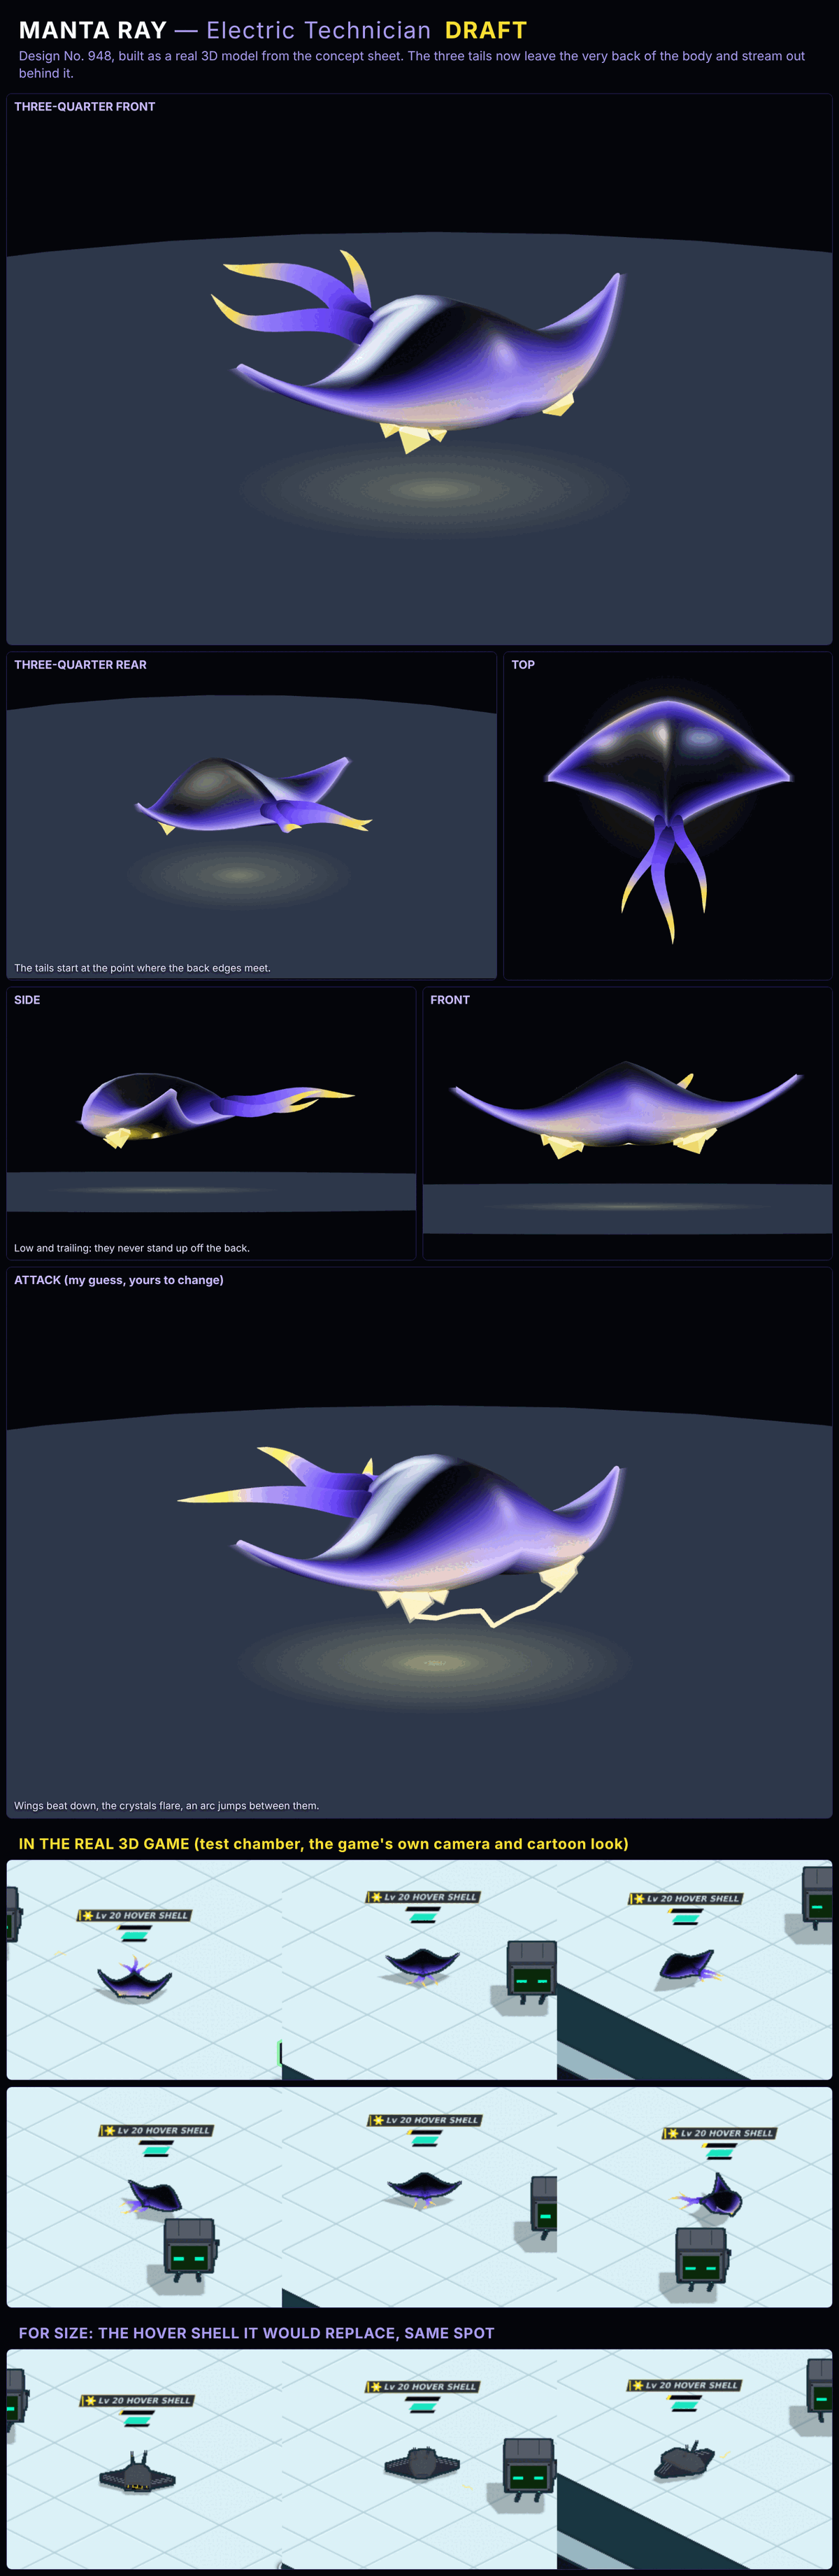 MANTA RAY — Electric Technician DRAFT
Design No. 948, built as a real 3D model from the concept sheet. The three tails now leave the very back of the body and stream out
behind it.
THREE-QUARTER FRONT
THREE-QUARTER REAR
TOP
The tails start at the point where the back edges meet.
SIDE
FRONT
Low and trailing: they never stand up off the back.
ATTACK (my guess, yours to change)
Wings beat down, the crystals flare, an arc jumps between them.
IN THE REAL 3D GAME (test chamber, the game's own camera and cartoon look)
Lv 20 HOVER SHELL
Lv 20 HOVER SHELL
Lv 20 HOVER SHELL
Lv 20 HOVER SHELL
Lv 20 HOVER SHELL
Lv 20 HOVER SHELL
FOR SIZE: THE HOVER SHELL IT WOULD REPLACE, SAME SPOT
Lv 20 HOVER SHELL
Lv 20 HOVER SHELL
Lv 20 HOVER SHELL